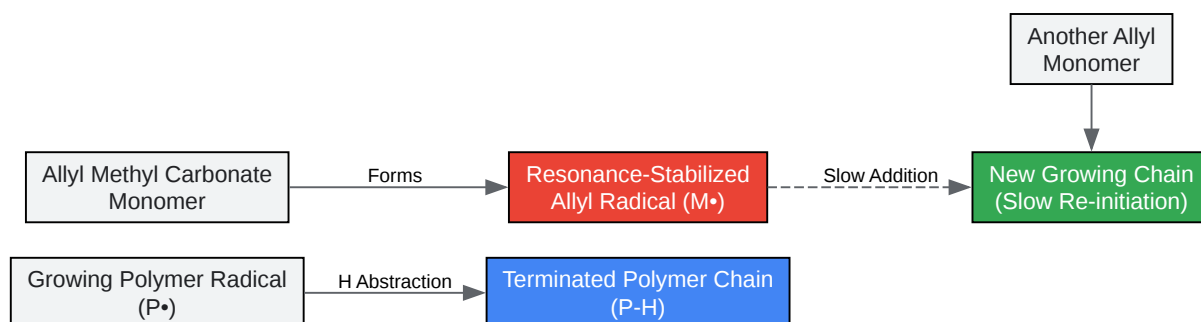 Another Allyl
Monomer
Allyl Methyl Carbonate
Monomer
Forms
Resonance-Stabilized
Allyl Radical (M•)
Slow Addition
New Growing Chain
(Slow Re-initiation)
Growing Polymer Radical
(P•)
H Abstraction
Terminated Polymer Chain
(P-H)